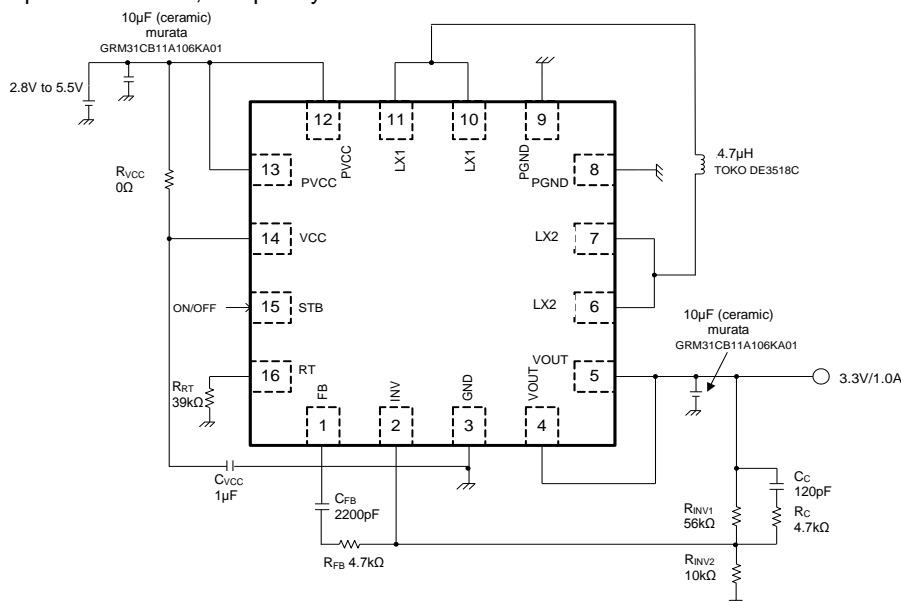 10µF (ceramic)
murata
GRM31CB11A106KA01
2.8V to 5.5V
12
11
10
9
PVCC
LX1
LX1
PGND
4.7µH
TOKO DE3518C
RVCC
0Ω
13
PVCC
8
PGND
14
VCC
7
LX2
ON/OFF
15
STB
6
LX2
10µF (ceramic)
murata
GRM31CB11A106KA01
16
RT
VOUT
5
3.3V/1.0A
RRT
39kΩ
FB
INV
GND
VOUT
1
2
3
4
CVCC
1µF
CFB
2200pF
RFB 4.7kΩ
RINV1
56kΩ
CC
120pF
RC
4.7kΩ
RINV2
10kΩ